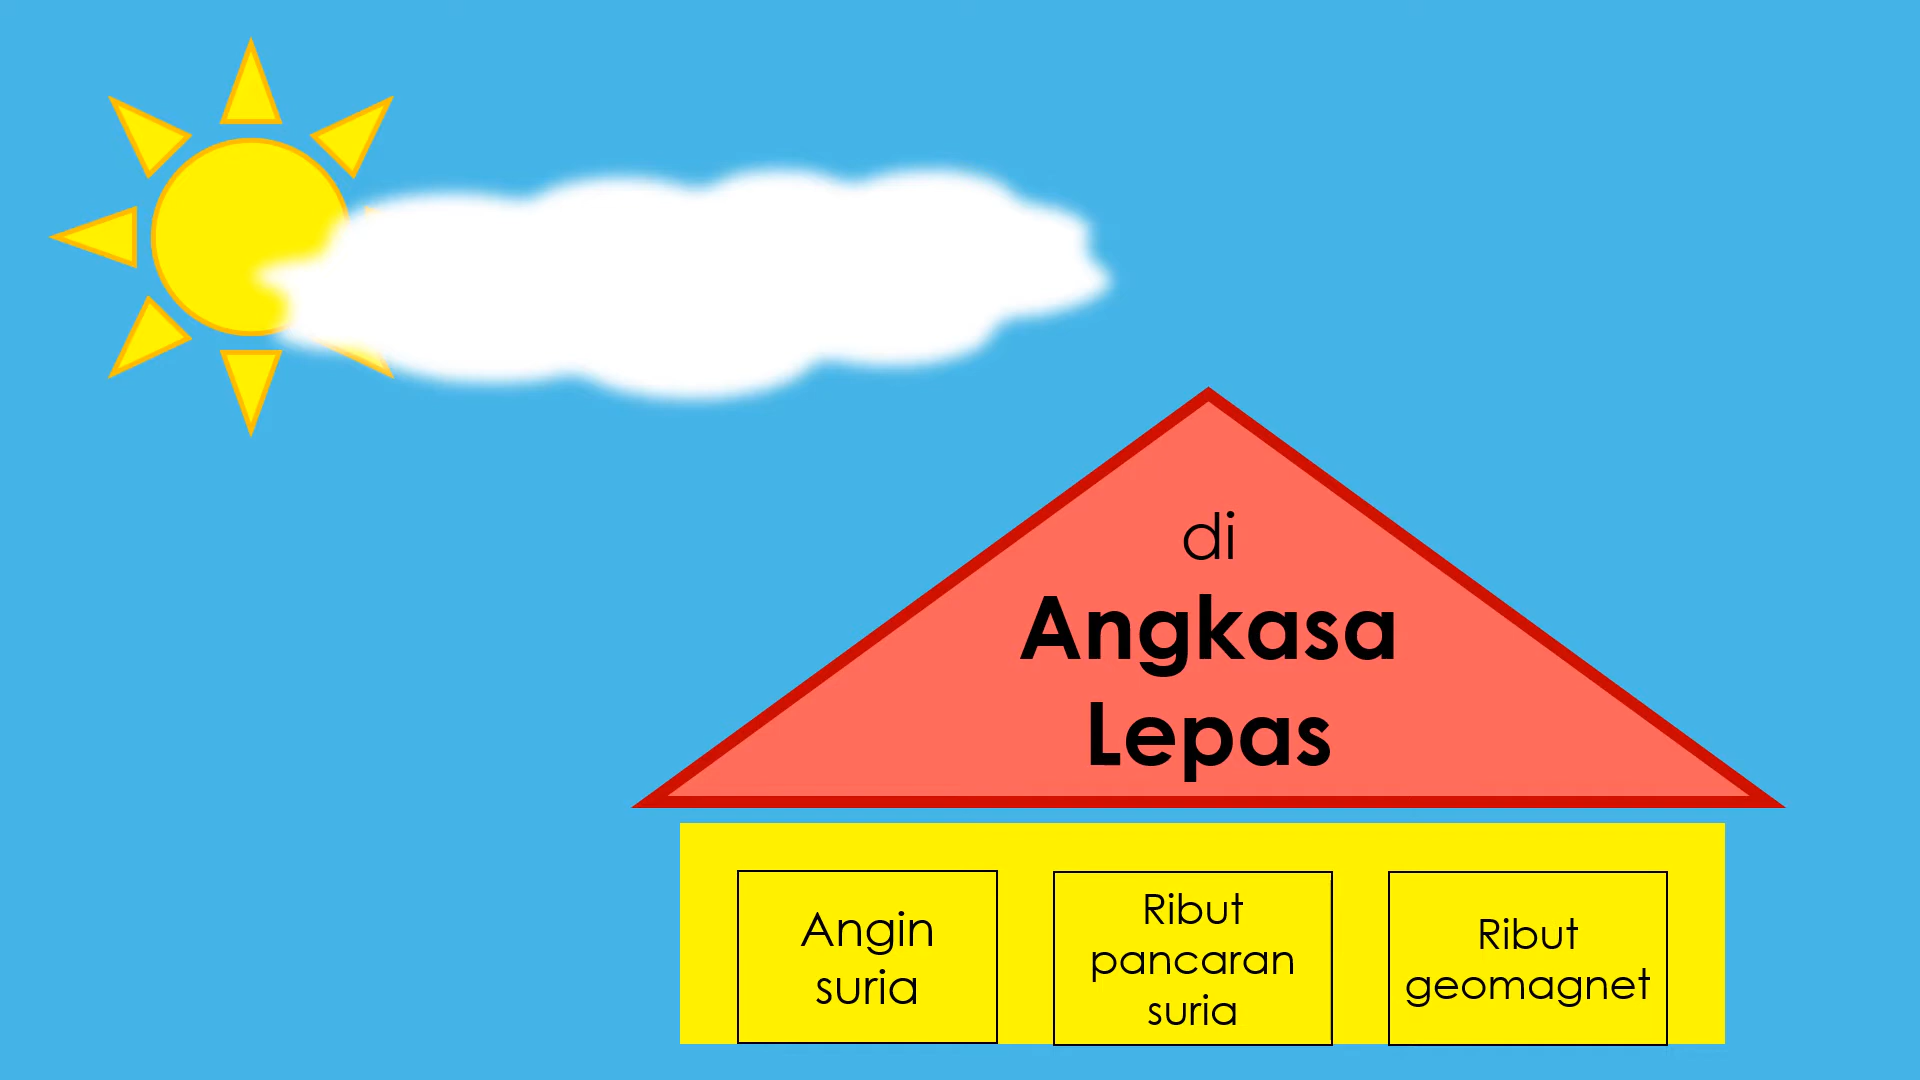 di
Angkasa
Lepas
Angin
suria
Ribut
pancaran
suria
Ribut
geomagnet